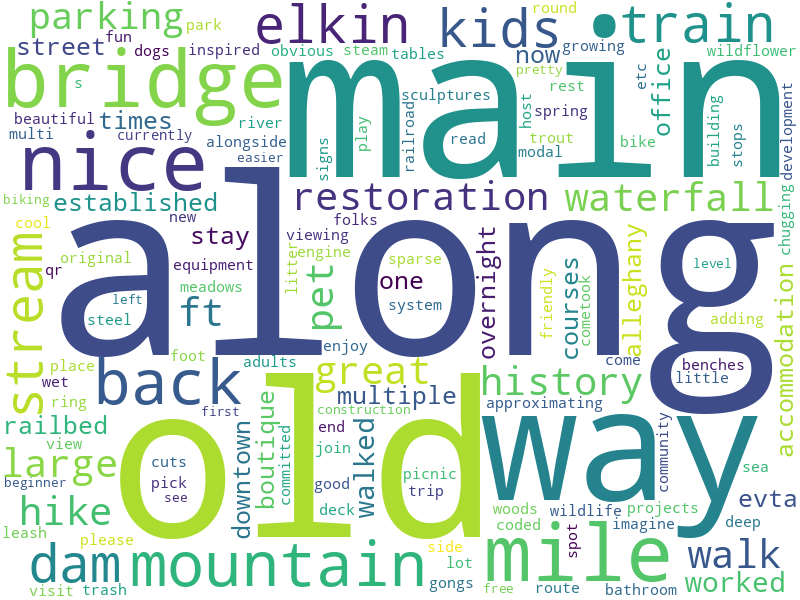 parking
fun
park
elkin
kids
round
train
street
dogs
inspired
obvious
steam
tables
now
growing
wildflower
bridge
s
main
pretty
rest
etc
office
beautiful
times
river
sculptures
host
spring
multi
currently
alongside
signs
play
railroad
read
modal
trout
bike
building
stops
development
nice
easier
along
biking
established
restoration
waterfall
cool
new
folks
stay
viewing
original
qr
equipment
engine
sparse
overnight
courses
friendly
cometook
alleghany
level
chugging
stream
meadows
litter
pet
one
left
steel
ft
system
adding
accommodation
place
foot
adults
enjoy
come
benches
wet
back
great
history
little
ring
multiple
approximating
railbed
first
construction
old
way
view
downtown
boutique
committed
end
join
walked
community
large
cuts
good
picnic
sea
beginner
pick
see
deck
trip
hike
woods
wildlife
projects
evta
leash
please
coded
imagine
deep
side
spot
dam
mountain
lot
mile
walk
visit
trash
gongs
route
free
bathroom
worked